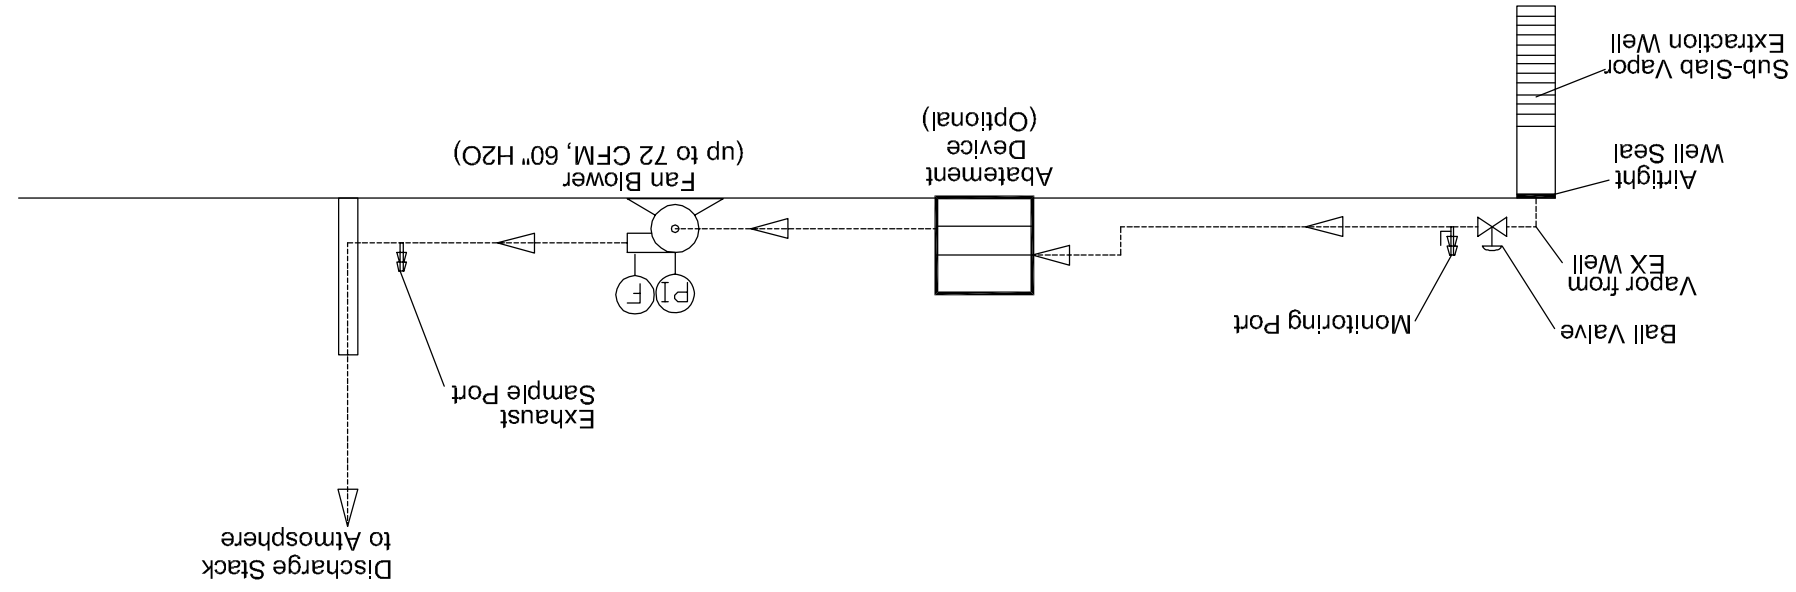 Discharge Stack
to Atmosphere
Exhaust
Sample Port
Ball Valve
Monitoring Port
Vapor from
EX Well
PI
F
Airtight
Well Seal
Abatement
Device
(Optional)
Fan Blower
(up to 72 CFM, 60" H2O)
Sub-Slab Vapor
Extraction Well